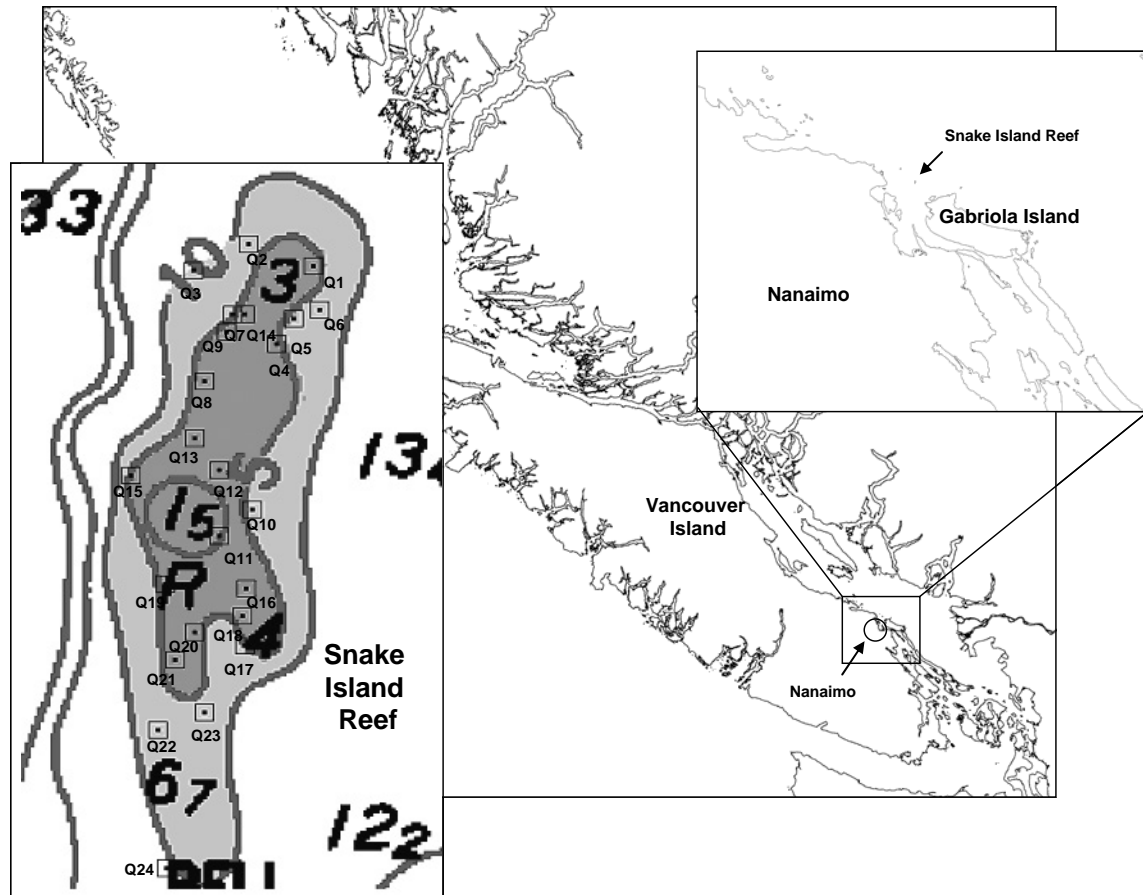 33
10
3
Q2
Q1
Q3
Q6
Q7
Q14
Q5
Q9
Q4
Q8
Q13
Q12
Q15
15
Q10
Q11
13
R
Q19
Q16
Q18
4
Q20
Q17
Q21
Q23
Q22
67
122
Q24
Snake
Island
Reef
Vancouver
Island
Nanaimo
Snake Island Reef
Gabriola Island
Nanaimo